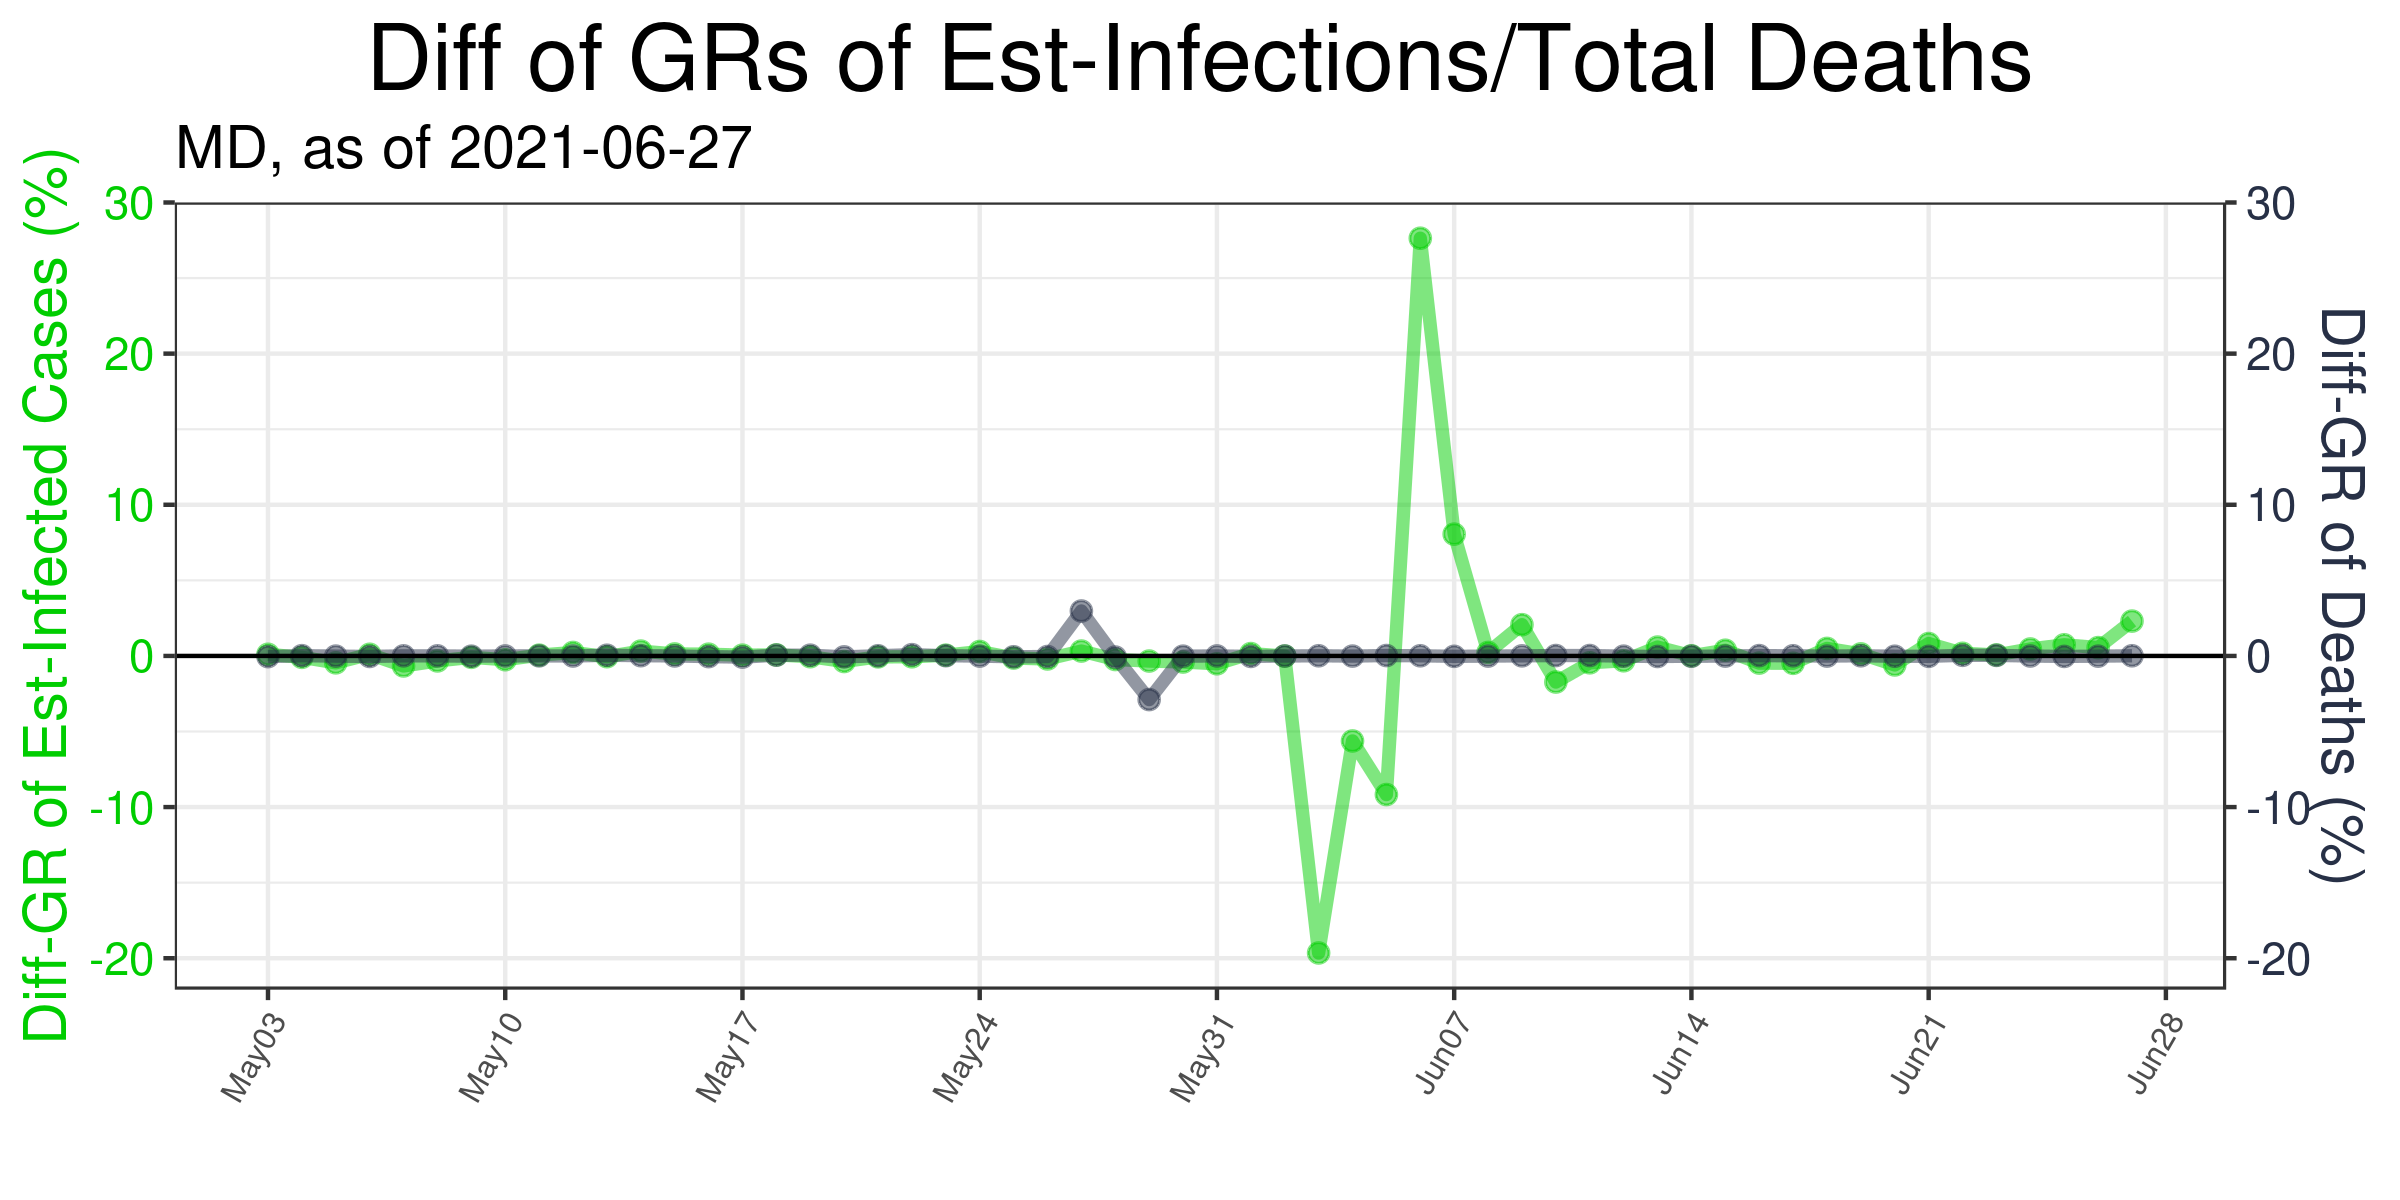 Diff of GRs of Est-Infections/Total Deaths
MD, as of 2021-06-27
Diff-GR of Est-Infected Cases (%)
30
20
10
0
-10
-20
30
20
10
0
-10
-20
Diff-GR of Deaths (%)
May03
May10
May17
May24
May31
Jun07
Jun14
Jun21
Jun28